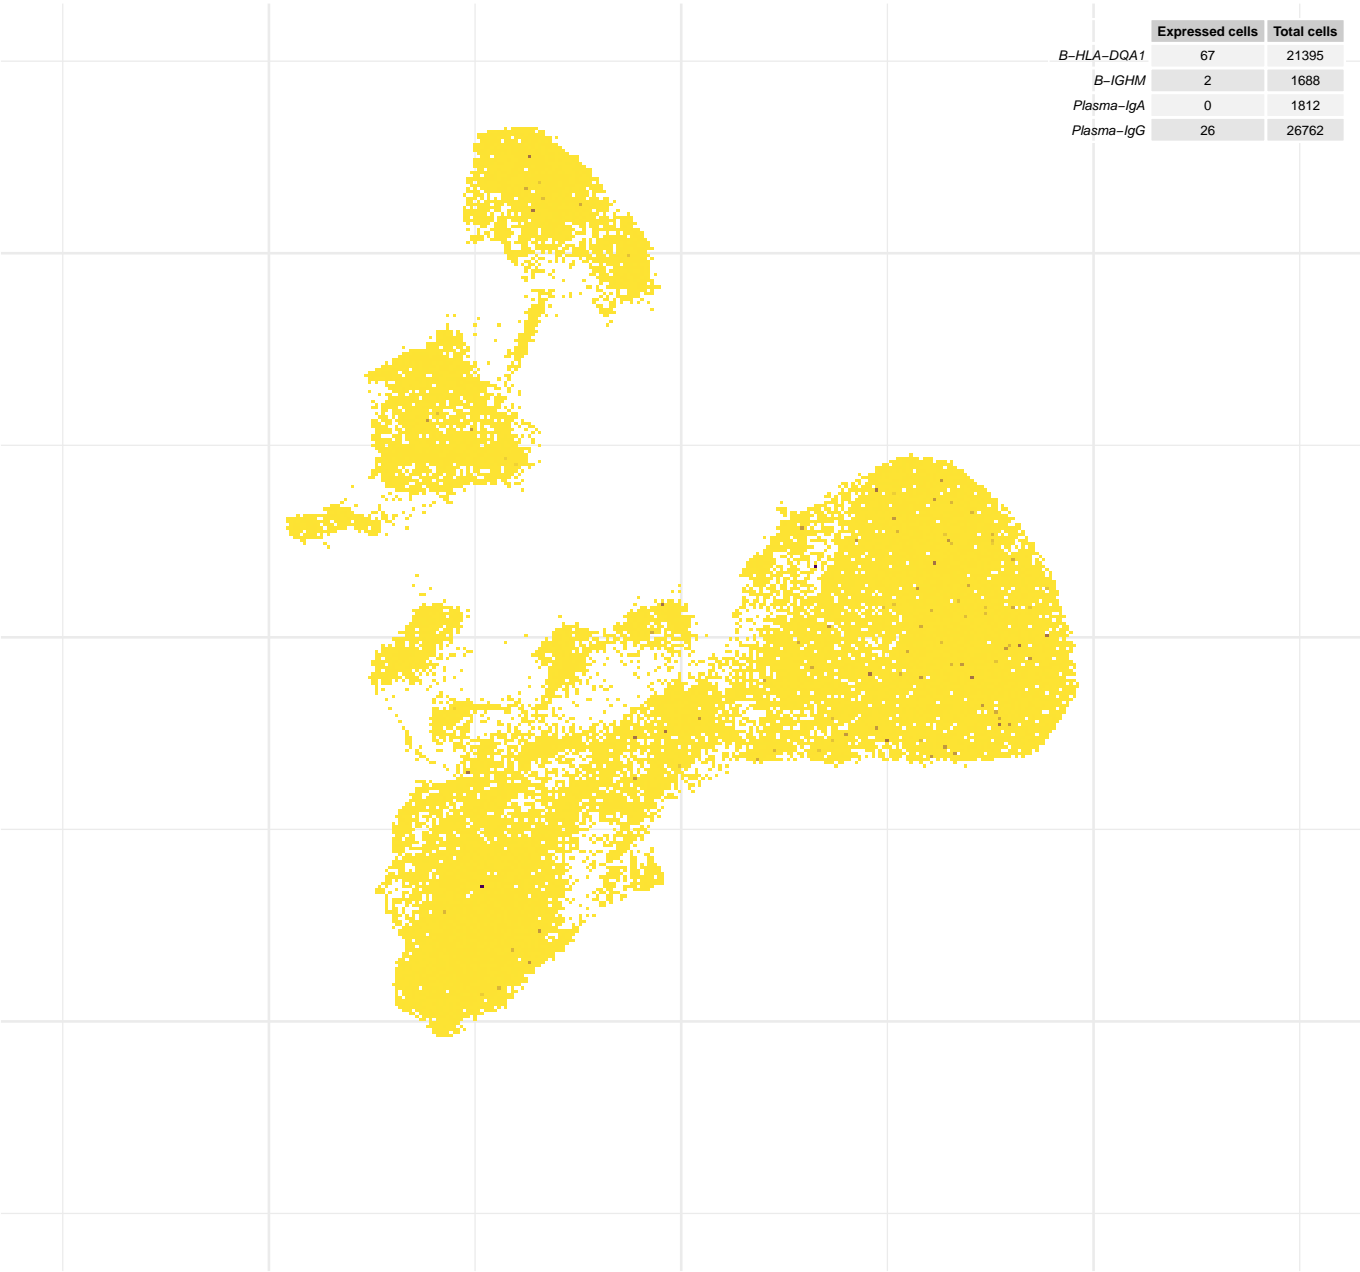 Expressed cells Total cells
B−HLA−DQA1 67 21395
B−IGHM 2 1688
Plasma−IgA 0 1812
Plasma−IgG 26 26762